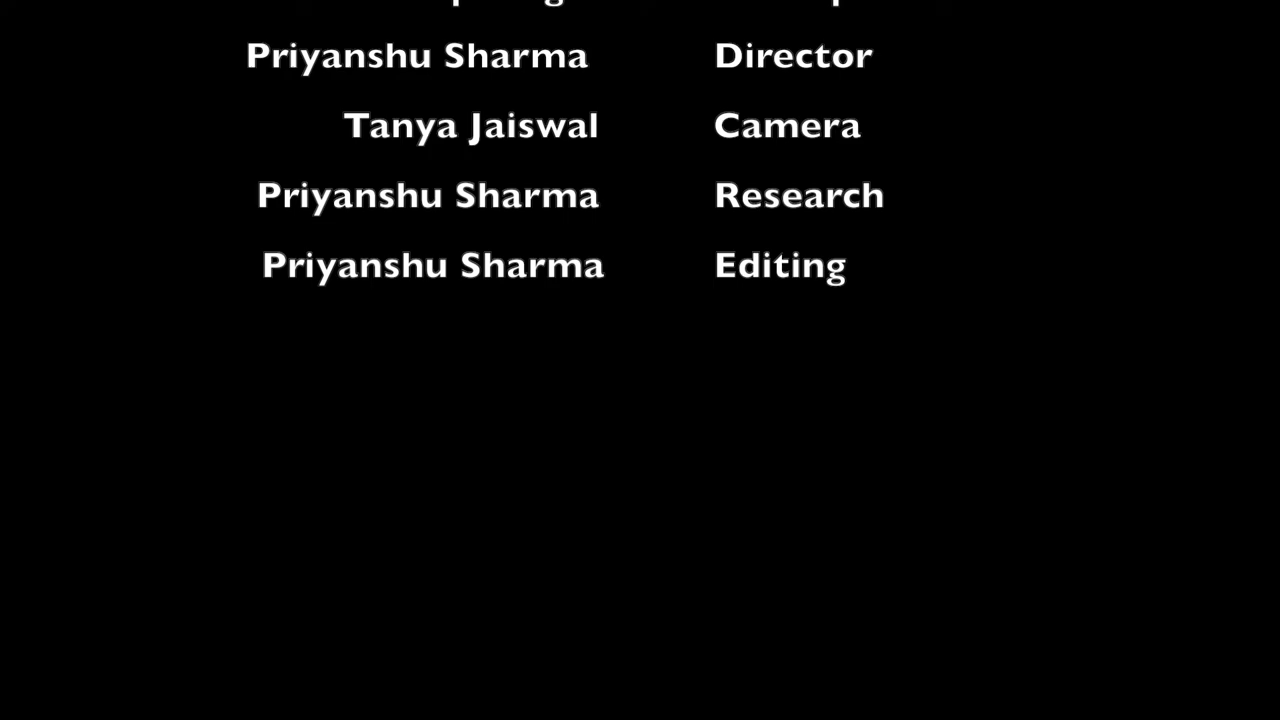 Priyanshu Sharma Director
Tanya Jaiswal Camera
Priyanshu Sharma Research
Priyanshu Sharma Editing